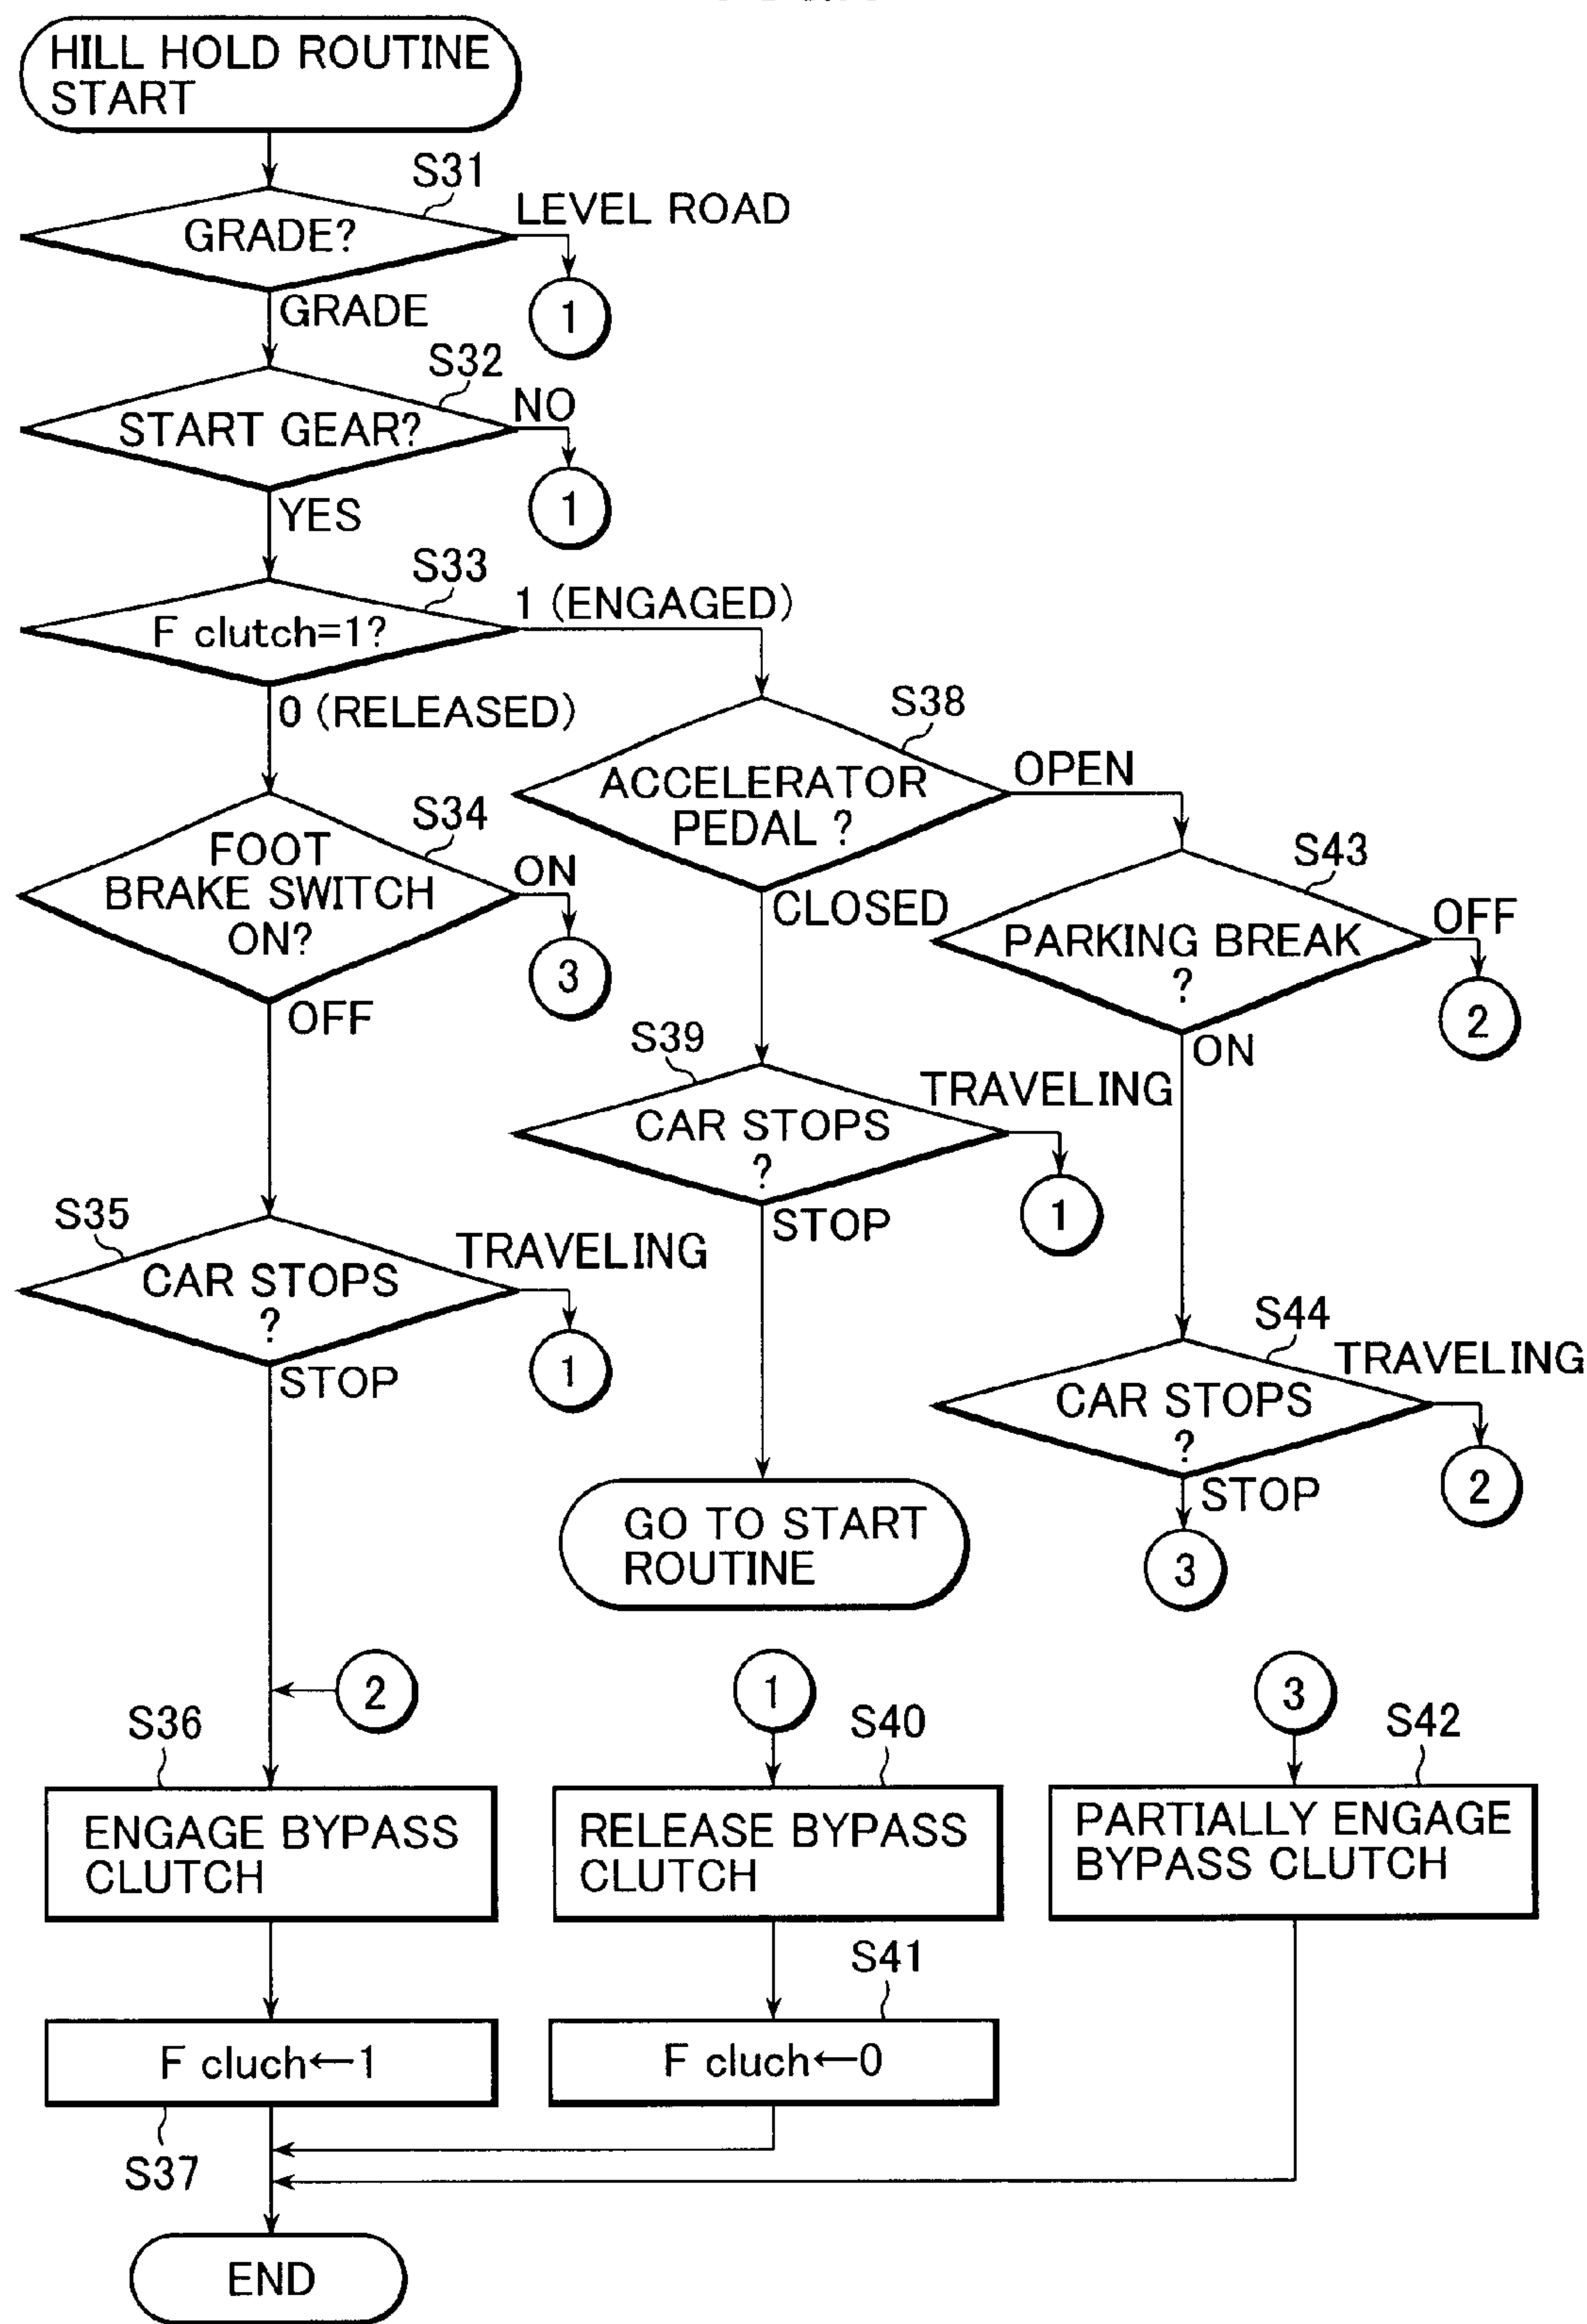 HILL HOLD ROUTINE
START
S31
LEVEL ROAD
GRADE?
1
GRADE
S32
NO
START GEAR?
1
YES
S33
1 (ENGAGED)
F clutch=1?
0 (RELEASED)
S38
OPEN
ACCELERATOR
PEDAL ?
CLOSED
S34
ON
FOOT
BRAKE SWITCH
ON?
3
OFF
S43
OFF
PARKING BREAK
?
2
ON
S39
TRAVELING
CAR STOPS
?
1
STOP
S35
TRAVELING
CAR STOPS
?
1
STOP
S44
TRAVELING
CAR STOPS
?
2
STOP
3
GO TO START
ROUTINE
2
1
3
S36
S40
S42
ENGAGE BYPASS
CLUTCH
RELEASE BYPASS
CLUTCH
PARTIALLY ENGAGE
BYPASS CLUTCH
S41
F cluch←1
F cluch←0
S37
END